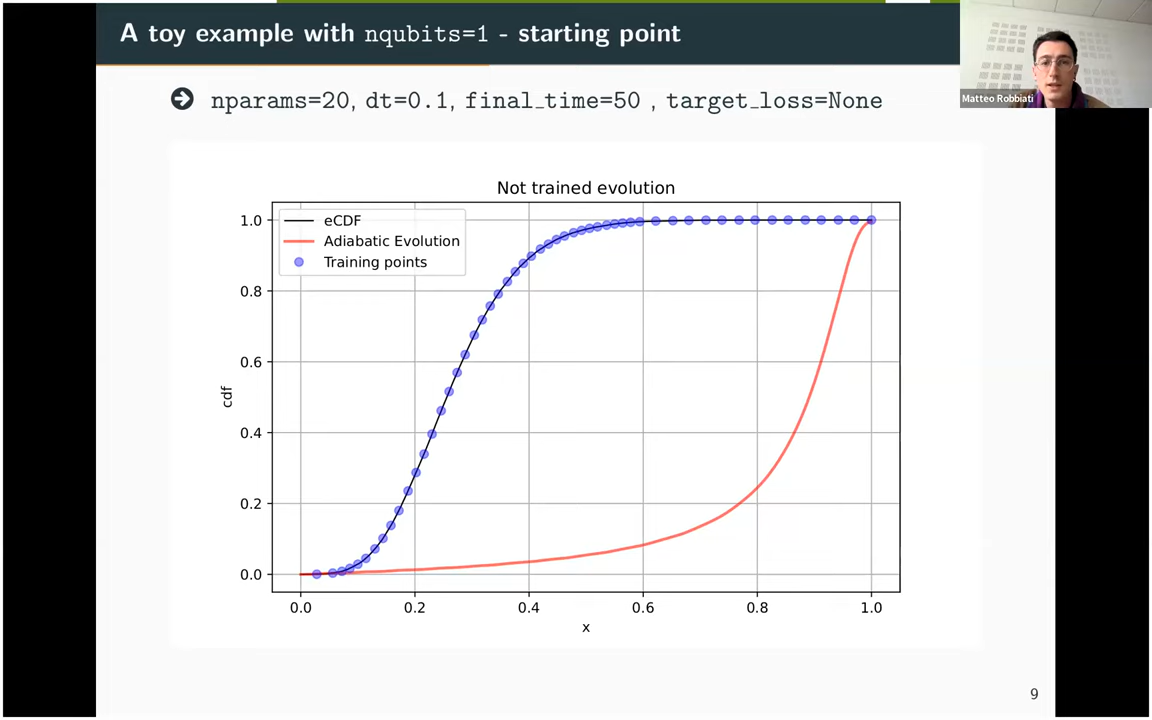 A toy example with nqubits=1 - starting point
Matteo Robbiati
nparams=20, dt=0.1, final_time=50 , target_loss=None
Not trained evolution
eCDF
Adiabatic Evolution
Training points
1.0
0.8
0.6
0.4
0.2
0.0
cdf
0.0 0.2 0.4 0.6 0.8 1.0
x
9